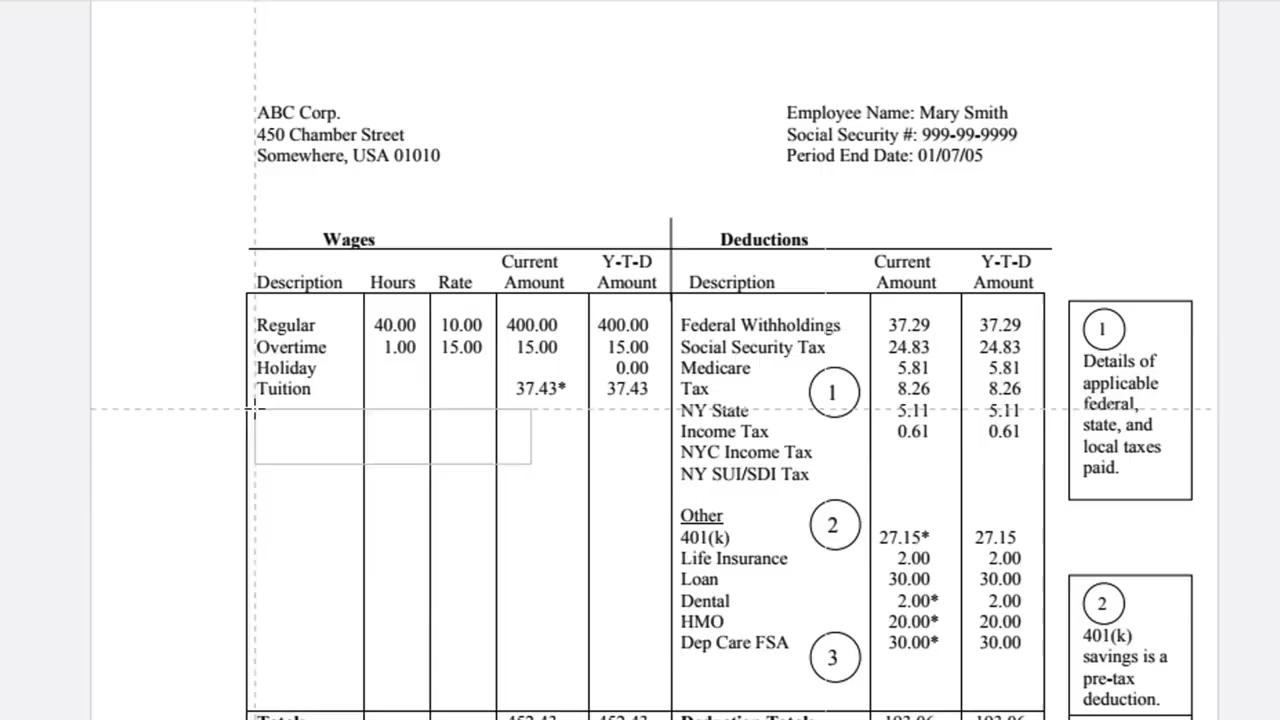 ABC Corp.
450 Chamber Street
Somewhere, USA 01010
Employee Name: Mary Smith
Social Security #: 999-99-9999
Period End Date: 01/07/05
Wages Deductions
Current Y-T-D Current Y-T-D
Description Hours Rate Amount Amount Description Amount Amount
Regular 40.00 10.00 400.00 400.00 Federal Withholdings 37.29 37.29
Overtime 1.00 15.00 15.00 15.00 Social Security Tax 24.83 24.83
Holiday 0.00 Medicare 5.81 5.81
Tuition 37.43* 37.43 Tax 1 8.26 8.26
NY State 5.11 5.11
Income Tax 0.61 0.61
NYC Income Tax
NY SUI/SDI Tax
Other
401(k) 2 27.15* 27.15
Life Insurance 2.00 2.00
Loan 30.00 30.00
Dental 2.00* 2.00
HMO 20.00* 20.00
Dep Care FSA 3 30.00* 30.00
1
Details of
applicable
federal,
state, and
local taxes
paid.
2
401(k)
savings is a
pre-tax
deduction.